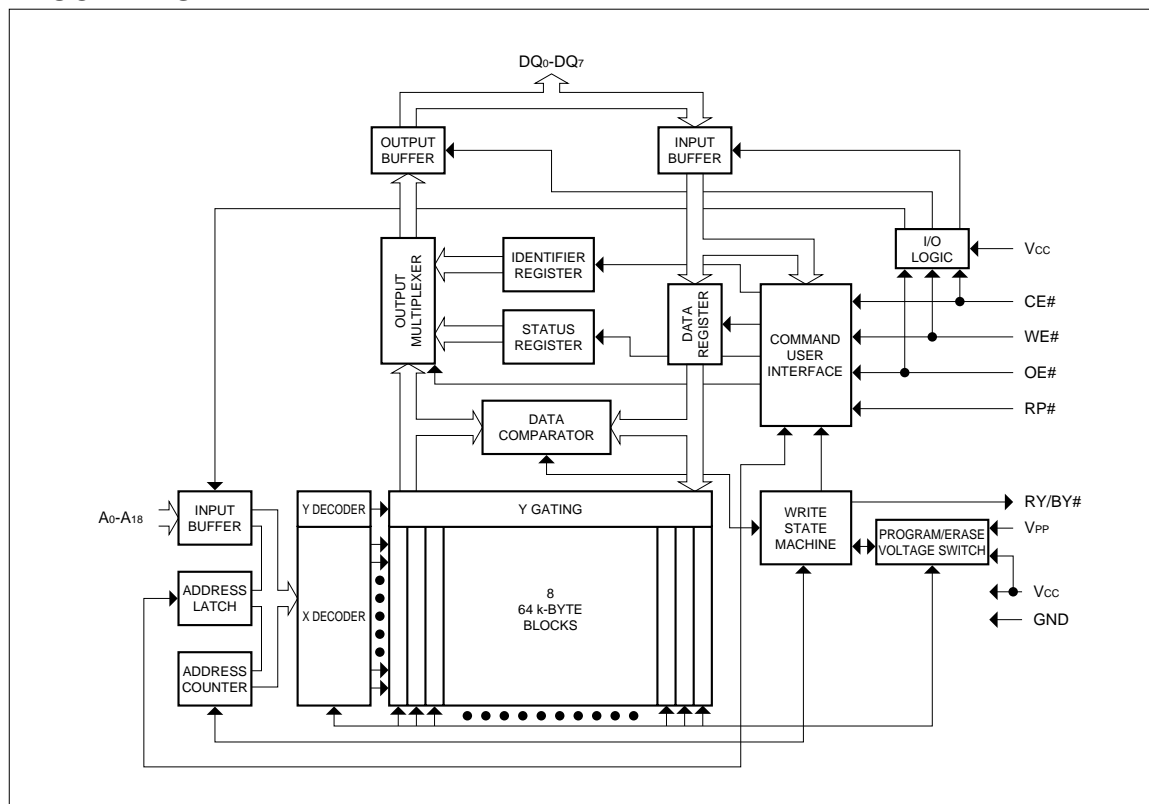 DQ0-DQ7
OUTPUT
BUFFER
INPUT
BUFFER
I/O
LOGIC
VCC
OUTPUT
MULTIPLEXER
IDENTIFIER
REGISTER
STATUS
REGISTER
DATA
REGISTER
COMMAND
USER
INTERFACE
CE#
WE#
OE#
RP#
DATA
COMPARATOR
A0-A18
INPUT
BUFFER
Y DECODER
Y GATING
WRITE
STATE
MACHINE
RY/BY#
PROGRAM/ERASE
VOLTAGE SWITCH
VPP
VCC
GND
ADDRESS
LATCH
X DECODER
8
64 k-BYTE
BLOCKS
ADDRESS
COUNTER